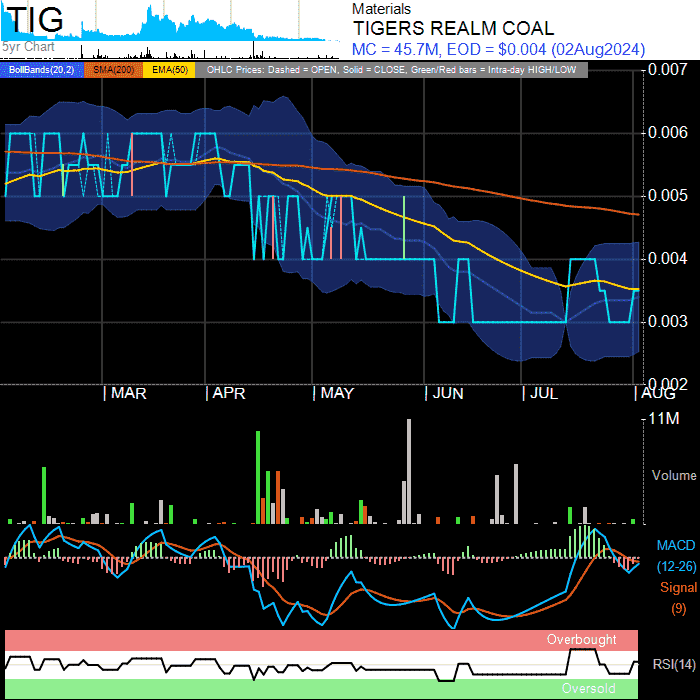 TIG
5yr Chart
Materials
TIGERS REALM COAL
MC = 45.7M, EOD = $0.004 (02Aug2024)
BollBands(20,2) SMA(200) EMA(50) OHLC Prices: Dashed = OPEN, Solid = CLOSE, Green/Red bars = Intra-day HIGH/LOW
0.007
0.006
0.005
0.004
0.003
0.002
MAR APR MAY JUN JUL AUG
11M
Volume
MACD
(12-26)
Signal
(9)
Overbought
RSI(14)
Oversold